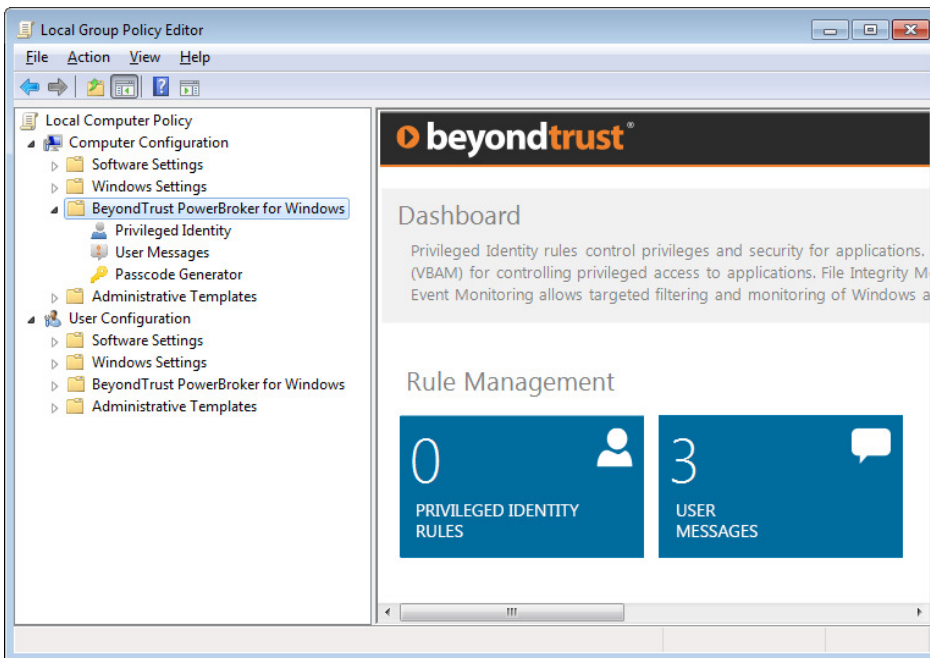 Local Group Policy Editor
File Action View Help
Local Computer Policy
Computer Configuration
Software Settings
Windows Settings
BeyondTrust PowerBroker for Windows
Privileged Identity
User Messages
Passcode Generator
Administrative Templates
User Configuration
Software Settings
Windows Settings
BeyondTrust PowerBroker for Windows
Administrative Templates
beyondtrust®
Dashboard
Privileged Identity rules control privileges and security for applications.
(VBAM) for controlling privileged access to applications. File Integrity M
Event Monitoring allows targeted filtering and monitoring of Windows a
Rule Management
0
PRIVILEGED IDENTITY
RULES
3
USER
MESSAGES